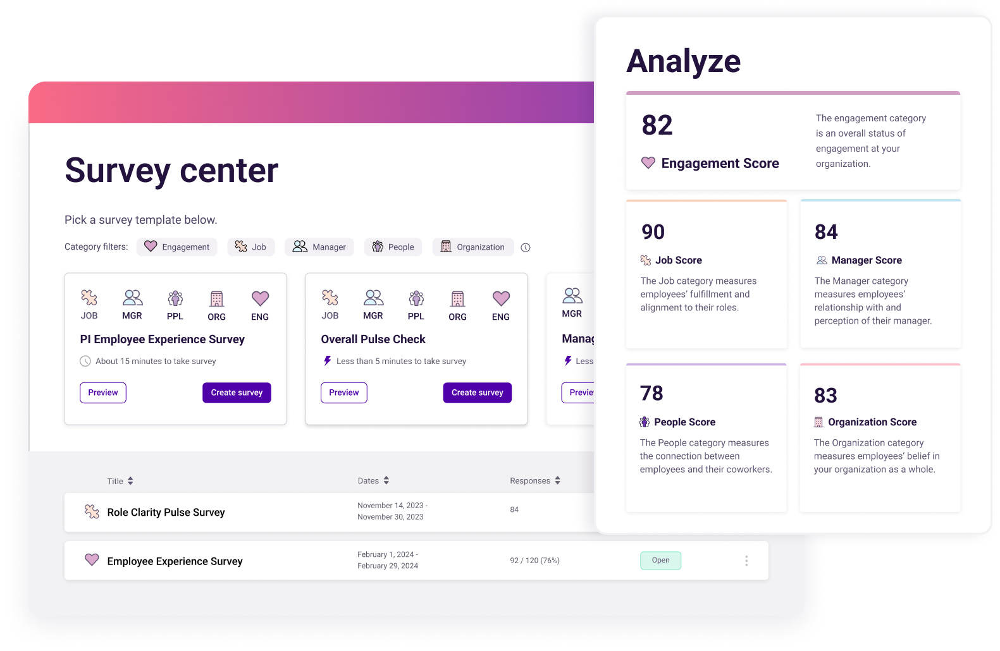 Survey center
Pick a survey template below.
Category filters: Engagement Job Manager People Organization
JOB MGR PPL ORG ENG
PI Employee Experience Survey
About 15 minutes to take survey
Preview Create survey
JOB MGR PPL ORG ENG
Overall Pulse Check
Less than 5 minutes to take survey
Preview Create survey
MGR
Manag
Less
Previe
Title Dates Responses
Role Clarity Pulse Survey
November 14, 2023 -
November 30, 2023
84
Employee Experience Survey
February 1, 2024 -
February 29, 2024
92 / 120 (76%)
Open
Analyze
82
Engagement Score
The engagement category
is an overall status of
engagement at your
organization.
90
Job Score
The Job category measures
employees’ fulfillment and
alignment to their roles.
84
Manager Score
The Manager category
measures employees’
relationship with and
perception of their manager.
78
People Score
The People category measures
the connection between
employees and their coworkers.
83
Organization Score
The Organization category
measures employees’ belief in
your organization as a whole.